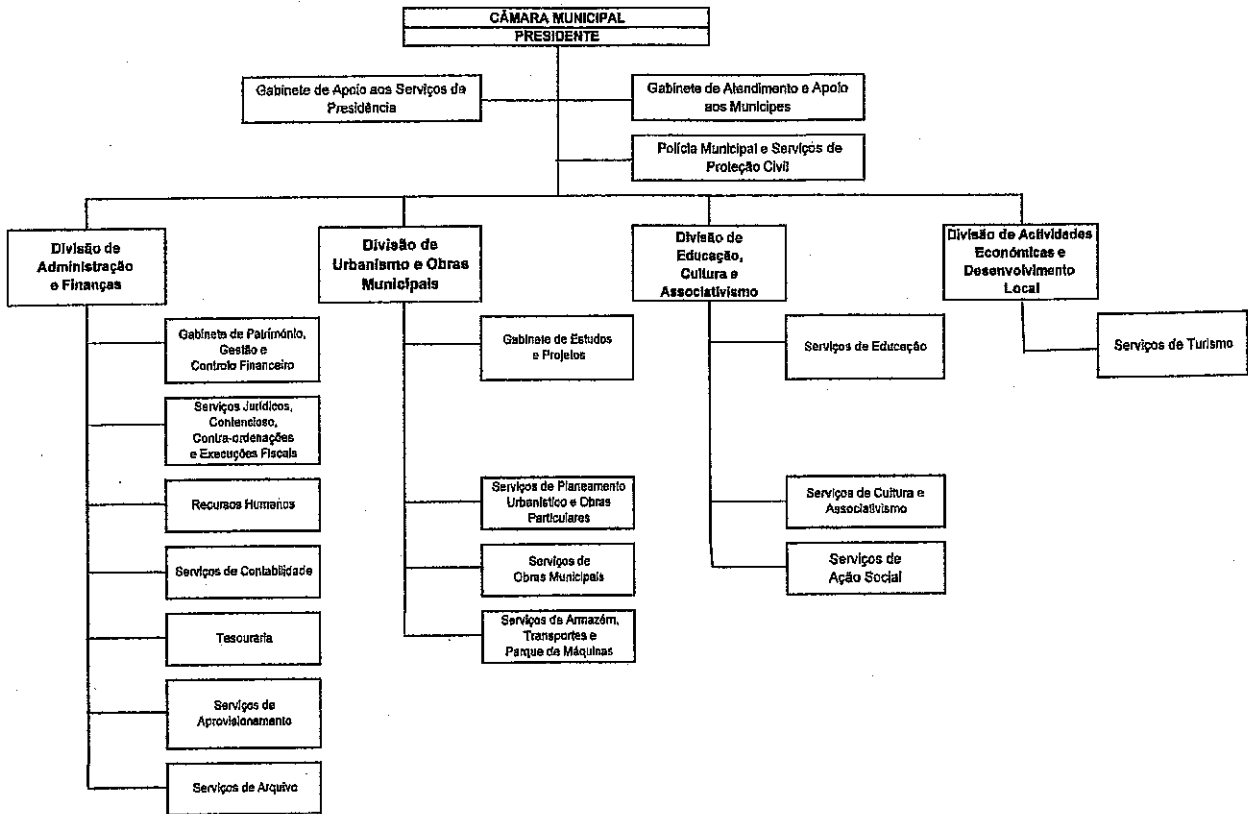 CÂMARA MUNICIPAL
PRESIDENTE
Gabinete de Apoio aos Serviços da
Presidência
Gabinete de Atendimento e Apoio
aos Munícipes
Polícia Municipal e Serviços de
Proteção Civil
Divisão de
Administração
e Finanças
Divisão de
Urbanismo e Obras
Municipais
Divisão de
Educação,
Cultura e
Associativismo
Divisão de Actividades
Económicas e
Desenvolvimento
Local
Gabinete de Património,
Gestão e
Controlo Financeiro
Serviços Jurídicos,
Contencioso,
Contra-ordenações
e Execuções Fiscais
Recursos Humanos
Serviços de Contabilidade
Tesouraria
Serviços de
Aprovisionamento
Serviços de Arquivo
Gabinete de Estudos
e Projetos
Serviços de Planeamento
Urbanístico e Obras
Particulares
Serviços de
Obras Municipais
Serviços de Armazém,
Transportes e
Parque de Máquinas
Serviços de Educação
Serviços de Cultura e
Associativismo
Serviços de
Ação Social
Serviços de Turismo